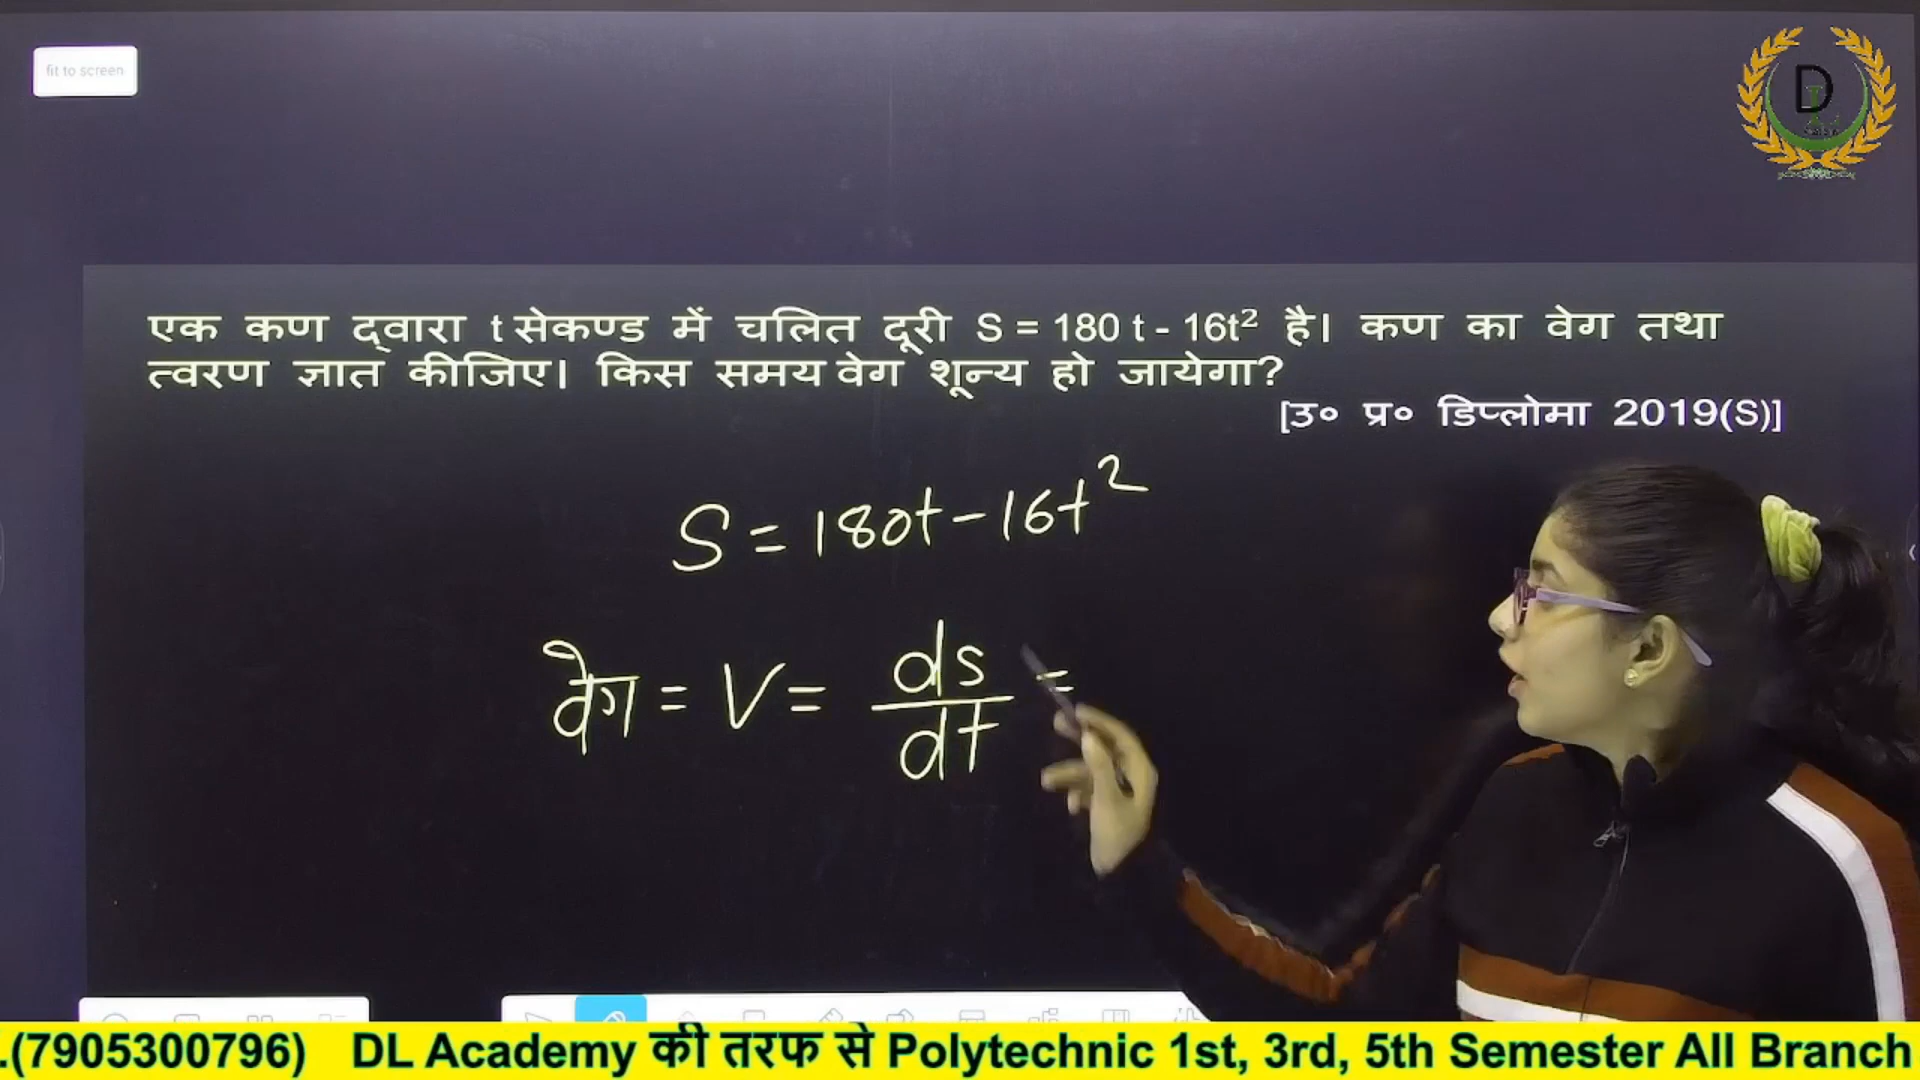 fit to screen
D
एक कण द्वारा t सेकण्ड में चलित दूरी S = 180 t - 16t² है। कण का वेग तथा
त्वरण ज्ञात कीजिए। किस समय वेग शून्य हो जायेगा?
[उ० प्र० डिप्लोमा 2019(S)]
S = 180t - 16t²
वेग = V = ds/dt =
.(7905300796) DL Academy की तरफ से Polytechnic 1st, 3rd, 5th Semester All Branch